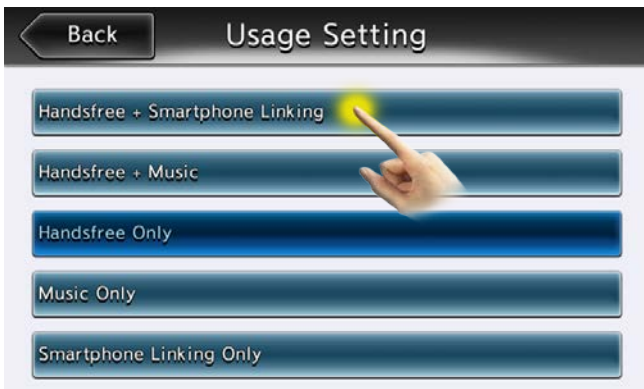 Back
Usage Setting
Handsfree + Smartphone Linking
Handsfree + Music
Handsfree Only
Music Only
Smartphone Linking Only